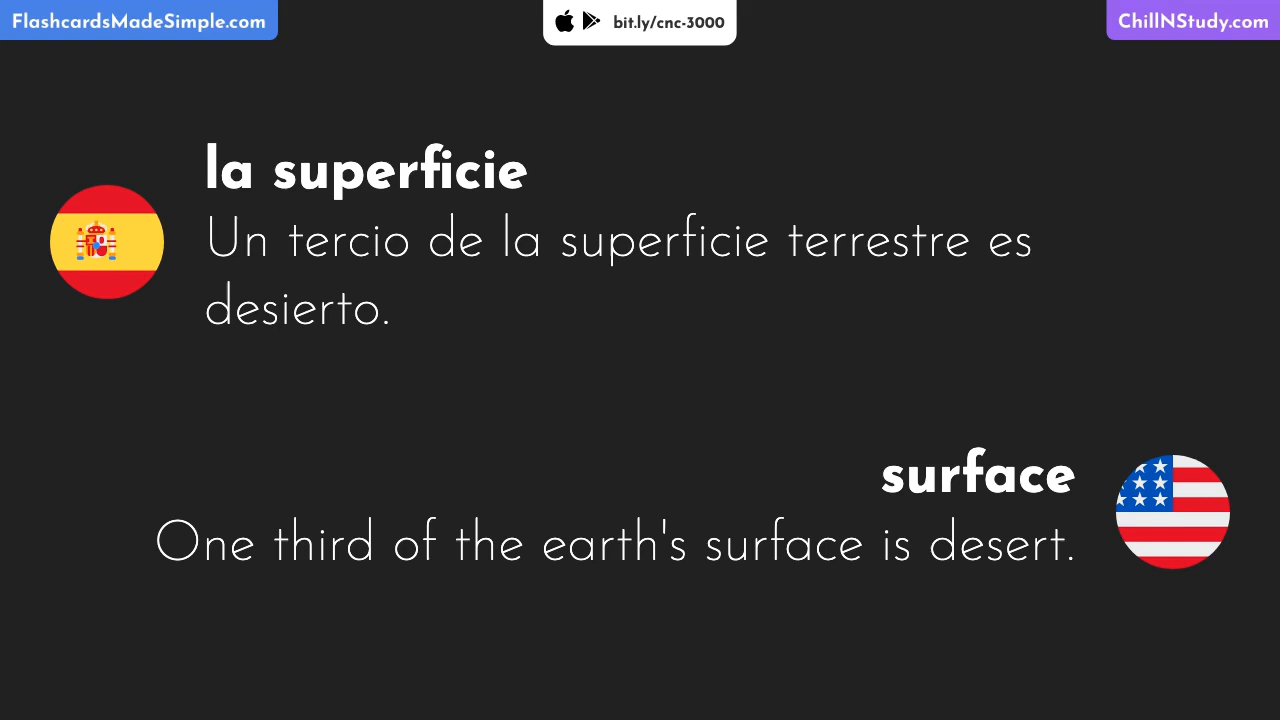 FlashcardsMadeSimple.com
bit.ly/cnc-3000
ChillNStudy.com
la superficie
Un tercio de la superficie terrestre es
desierto.
surface
One third of the earth's surface is desert.